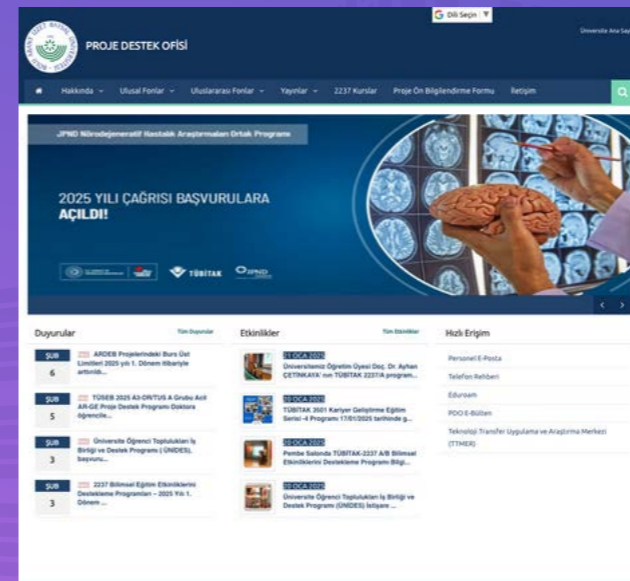 Dili Seçin ▼
PROJE DESTEK OFİSİ
Üniversite Ana Say
Hakkında
Ulusal Fonlar
Uluslararası Fonlar
Yayınlar
2237 Kurslar
Proje Ön Bilgilendirme Formu
İletişim
JPND Nörodejeneratif Hastalık Araştırmaları Ortak Programı
2025 YILI ÇAĞRISI BAŞVURULARA
AÇILDI!
TÜBİTAK
JPND
Duyurular
Tüm Duyurular
ŞUB
6
ARDEB Projelerindeki Burs Üst
Limitleri 2025 yılı 1. Dönem itibariyle
artırıldı...
ŞUB
5
TÜSEB 2025 A3-ORİTUS A Grubu Acil
AR-GE Proje Destek Programı Doktora
öğrencile...
ŞUB
3
Üniversite Öğrenci Toplulukları İş
Birliği ve Destek Programı ( ÜNİDES),
başvuru...
ŞUB
3
2237 Bilimsel Eğitim Etkinliklerini
Destekleme Programları – 2025 Yılı 1.
Dönem ...
Etkinlikler
Tüm Etkinlikler
21 OCA 2025
Üniversitemiz Öğretim Üyesi Doç. Dr. Ayhan
ÇETİNKAYA' nın TÜBİTAK 2237/A program...
OCA 2025
TÜBİTAK 3501 Kariyer Geliştirme Eğitim
Serisi-4 Programı 17/01/2025 tarihinde g...
OCA 2025
Pembe Salonda TÜBİTAK-2237 A/B Bilimsel
Etkinliklerini Destekleme Programı Bilgi...
OCA 2025
Üniversite Öğrenci Toplulukları İş Birliği ve
Destek Programı (ÜNİDES) İstişare ...
Hızlı Erişim
Personel E-Posta
Telefon Rehberi
Eduroam
PDO E-Bülten
Teknoloji Transfer Uygulama ve Araştırma Merkezi
(TTMER)